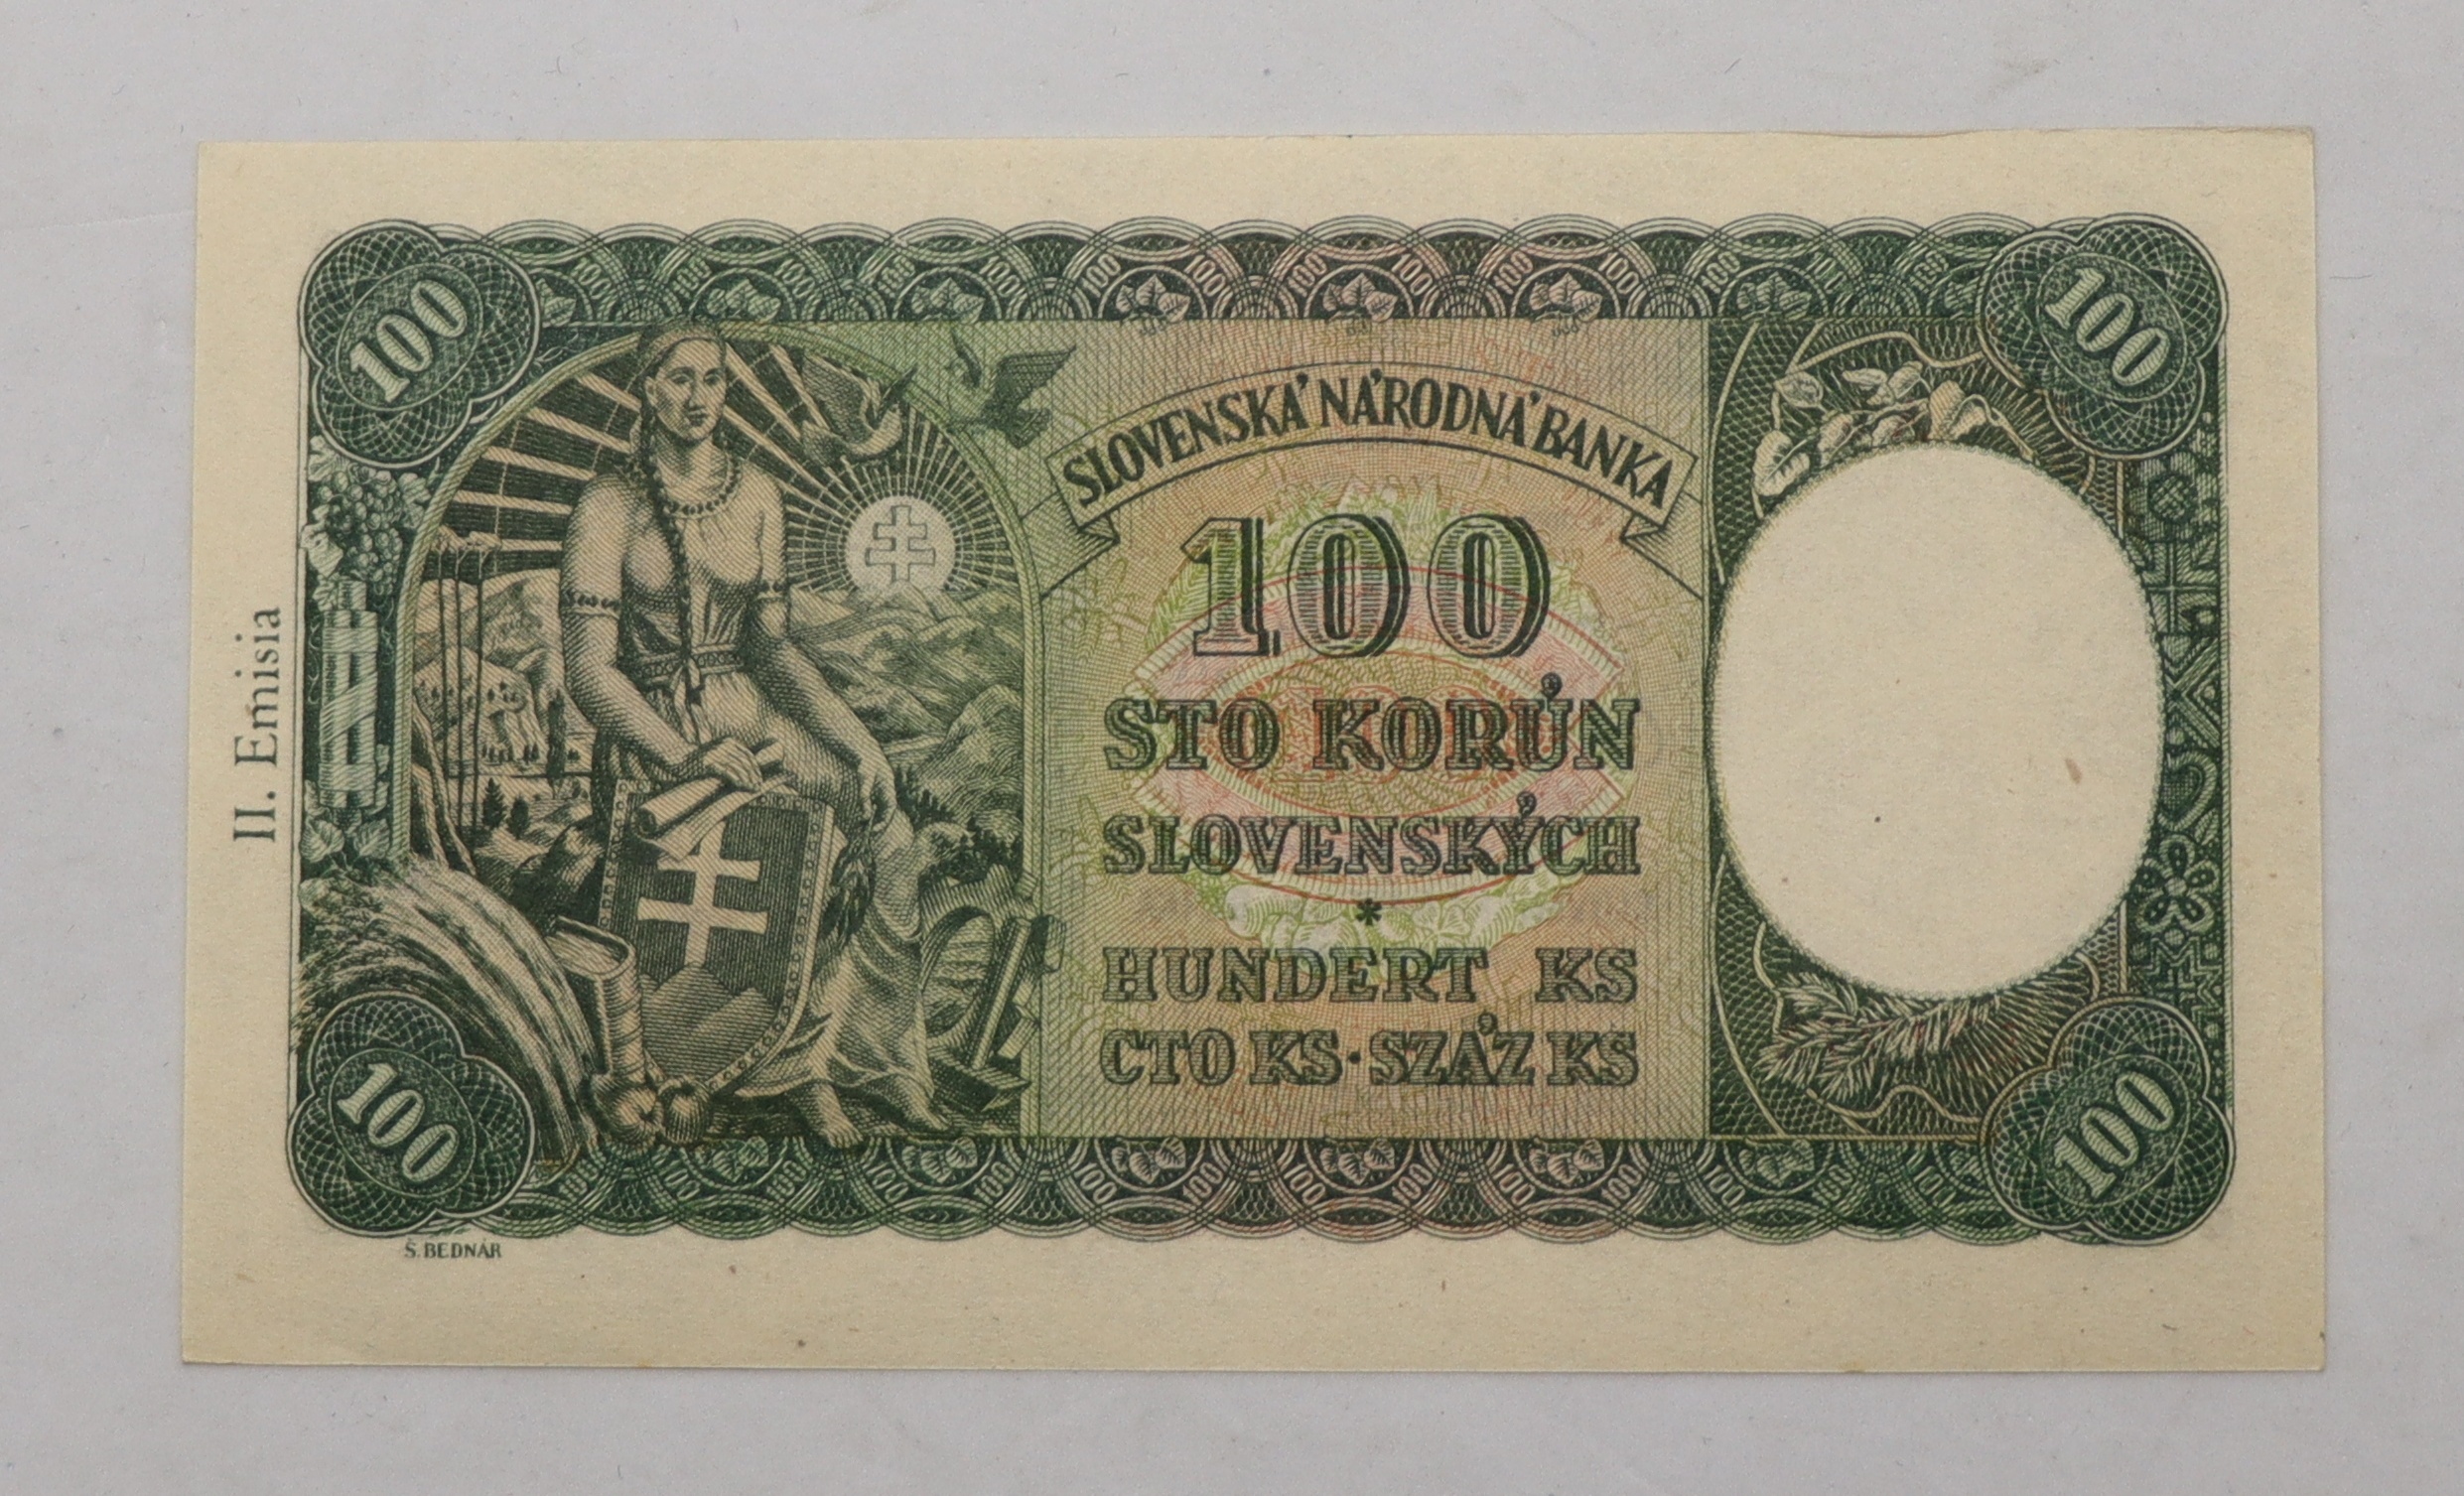 100
100
SLOVENSKÁ NÁRODNÁ BANKA
100
II. Emisia
STO KORÚN
SLOVENSKÝCH
*
HUNDERT KS
СТО KS · SZÁZ KS
100
100
Š. BEDNÁR